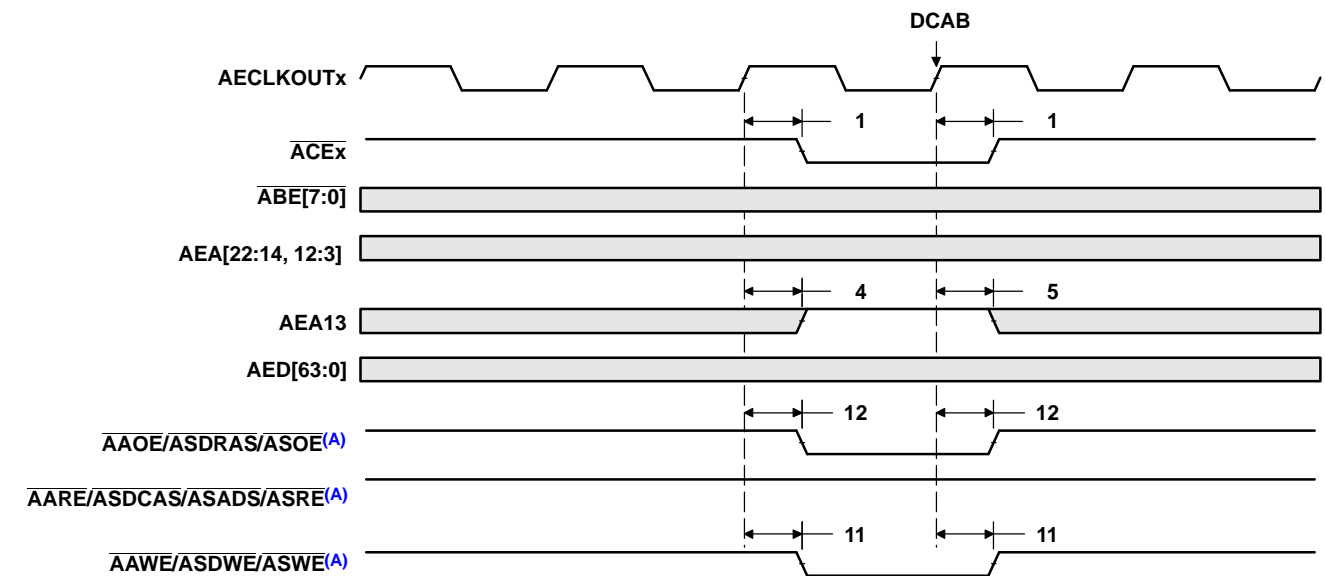 DCAB
AECLKOUTx
1 1
ACEx
ABE[7:0]
AEA[22:14, 12:3]
4 5
AEA13
AED[63:0]
12 12
AAOE/ASDRAS/ASOE(A)
AARE/ASDCAS/ASADS/ASRE(A)
11 11
AAWE/ASDWE/ASWE(A)